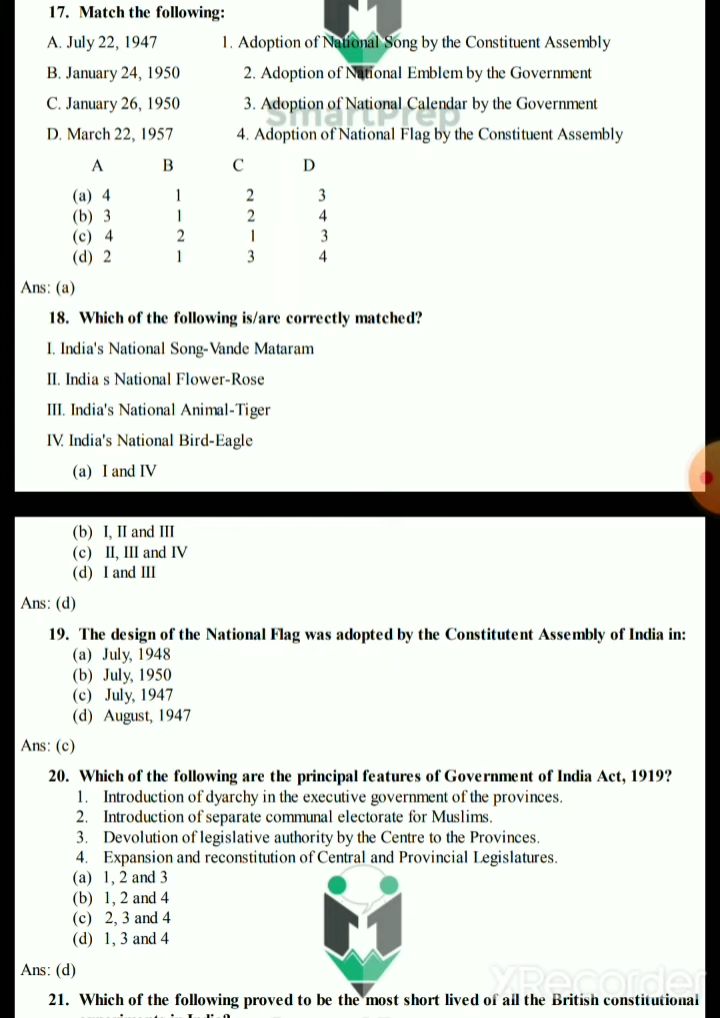 17. Match the following:
A. July 22, 1947 1. Adoption of National Song by the Constituent Assembly
B. January 24, 1950 2. Adoption of National Emblem by the Government
C. January 26, 1950 3. Adoption of National Calendar by the Government
SmartPrep
D. March 22, 1957 4. Adoption of National Flag by the Constituent Assembly
A B C D
(a) 4 1 2 3
(b) 3 1 2 4
(c) 4 2 1 3
(d) 2 1 3 4
Ans: (a)
18. Which of the following is/are correctly matched?
I. India's National Song-Vande Mataram
II. India s National Flower-Rose
III. India's National Animal-Tiger
IV. India's National Bird-Eagle
(a) I and IV
(b) I, II and III
(c) II, III and IV
(d) I and III
Ans: (d)
19. The design of the National Flag was adopted by the Constitutent Assembly of India in:
(a) July, 1948
(b) July, 1950
(c) July, 1947
(d) August, 1947
Ans: (c)
20. Which of the following are the principal features of Government of India Act, 1919?
1. Introduction of dyarchy in the executive government of the provinces.
2. Introduction of separate communal electorate for Muslims.
3. Devolution of legislative authority by the Centre to the Provinces.
4. Expansion and reconstitution of Central and Provincial Legislatures.
(a) 1, 2 and 3
(b) 1, 2 and 4
(c) 2, 3 and 4
(d) 1, 3 and 4
Ans: (d)
XRecorder
21. Which of the following proved to be the most short lived of all the British constitutional